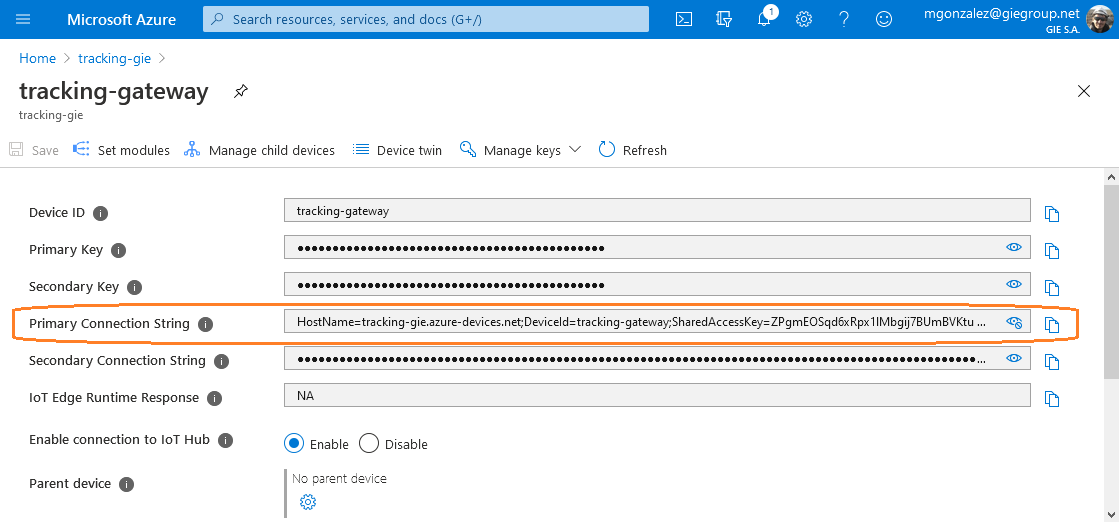 Microsoft Azure
Search resources, services, and docs (G+/)
1
mgonzalez@giegroup.net
GIE S.A.
Home > tracking-gie >
tracking-gateway
tracking-gie
Save Set modules Manage child devices Device twin Manage keys Refresh
Device ID tracking-gateway
Primary Key ••••••••••••••••••••••••••••••••••••••••••••
Secondary Key ••••••••••••••••••••••••••••••••••••••••••••
Primary Connection String HostName=tracking-gie.azure-devices.net;DeviceId=tracking-gateway;SharedAccessKey=ZPgmEOSqd6xRpx1IMbgij7BUmBVKtu ...
Secondary Connection String ••••••••••••••••••••••••••••••••••••••••••••••••••••••••••••••••••••••••••••••••••••••••••••••••...
IoT Edge Runtime Response NA
Enable connection to IoT Hub Enable Disable
Parent device No parent device